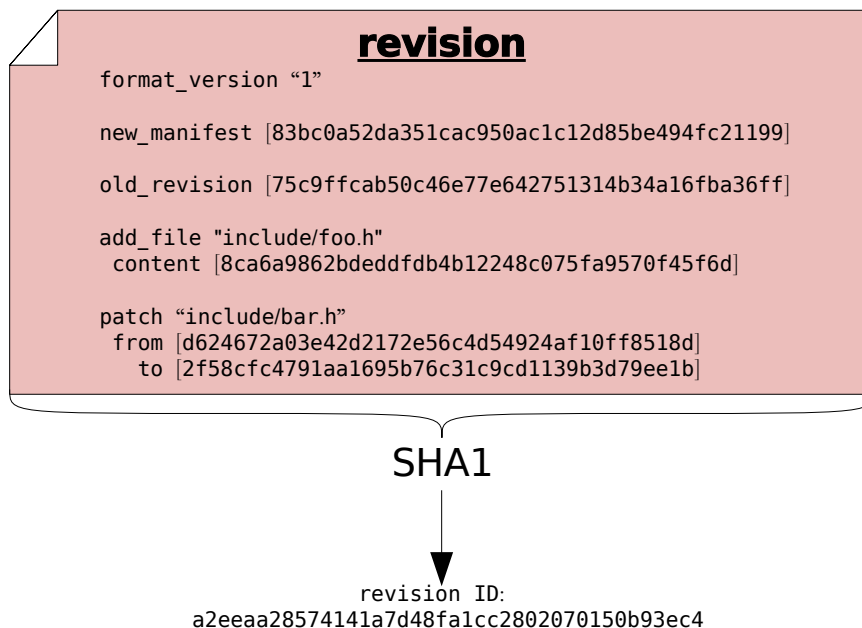 revision
format_version “1”
new_manifest [83bc0a52da351cac950ac1c12d85be494fc21199]
old_revision [75c9ffcab50c46e77e642751314b34a16fba36ff]
add_file "include/foo.h"
content [8ca6a9862bdeddfdb4b12248c075fa9570f45f6d]
patch “include/bar.h”
from [d624672a03e42d2172e56c4d54924af10ff8518d]
to [2f58cfc4791aa1695b76c31c9cd1139b3d79ee1b]
SHA1
revision ID:
a2eeaa28574141a7d48fa1cc2802070150b93ec4